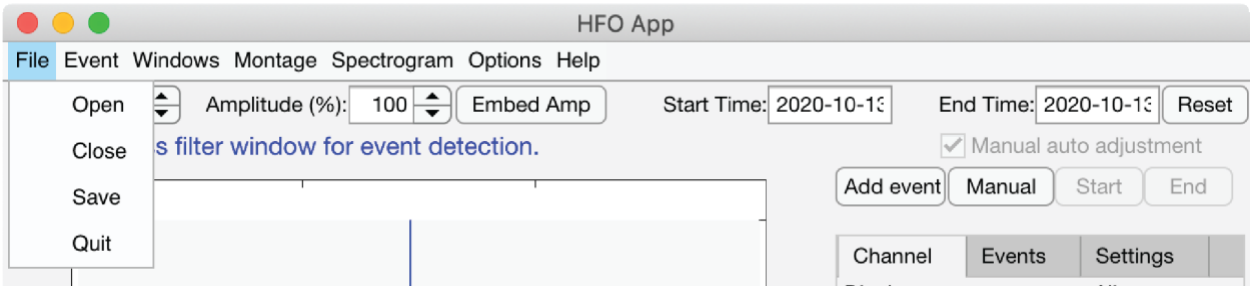 HFO App
File Event Windows Montage Spectrogram Options Help
Open Amplitude (%): 100 Embed Amp Start Time: 2020-10-13 End Time: 2020-10-13 Reset
Close filter window for event detection. Manual auto adjustment
Save Add event Manual Start End
Quit
Channel Events Settings